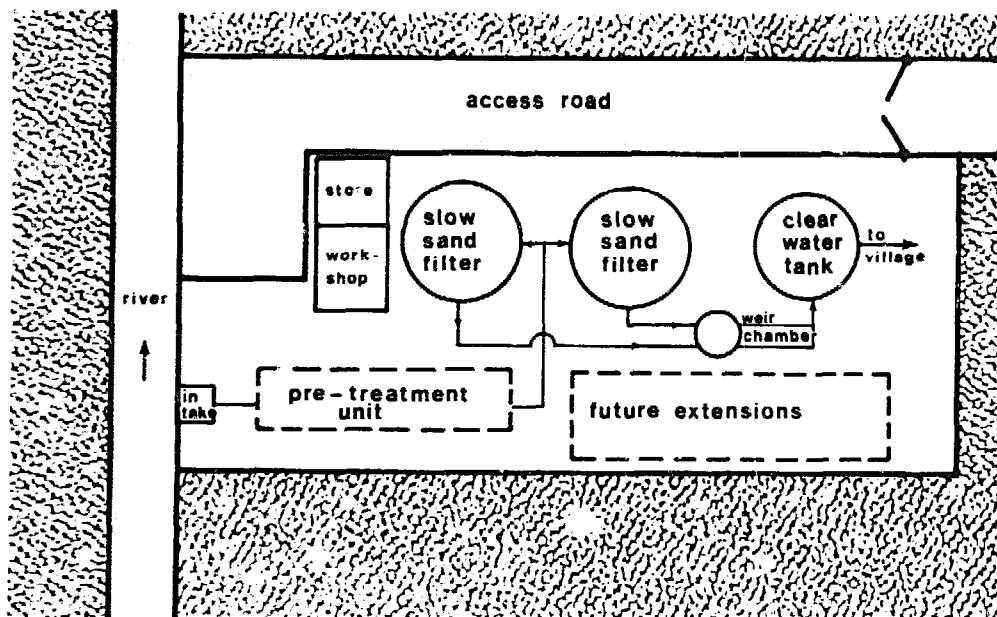 access road
store
work-
shop
slow
sand
filter
slow
sand
filter
clear
water
tank
to
village
river
weir
chamber
in
take
pre-treatment
unit
future extensions